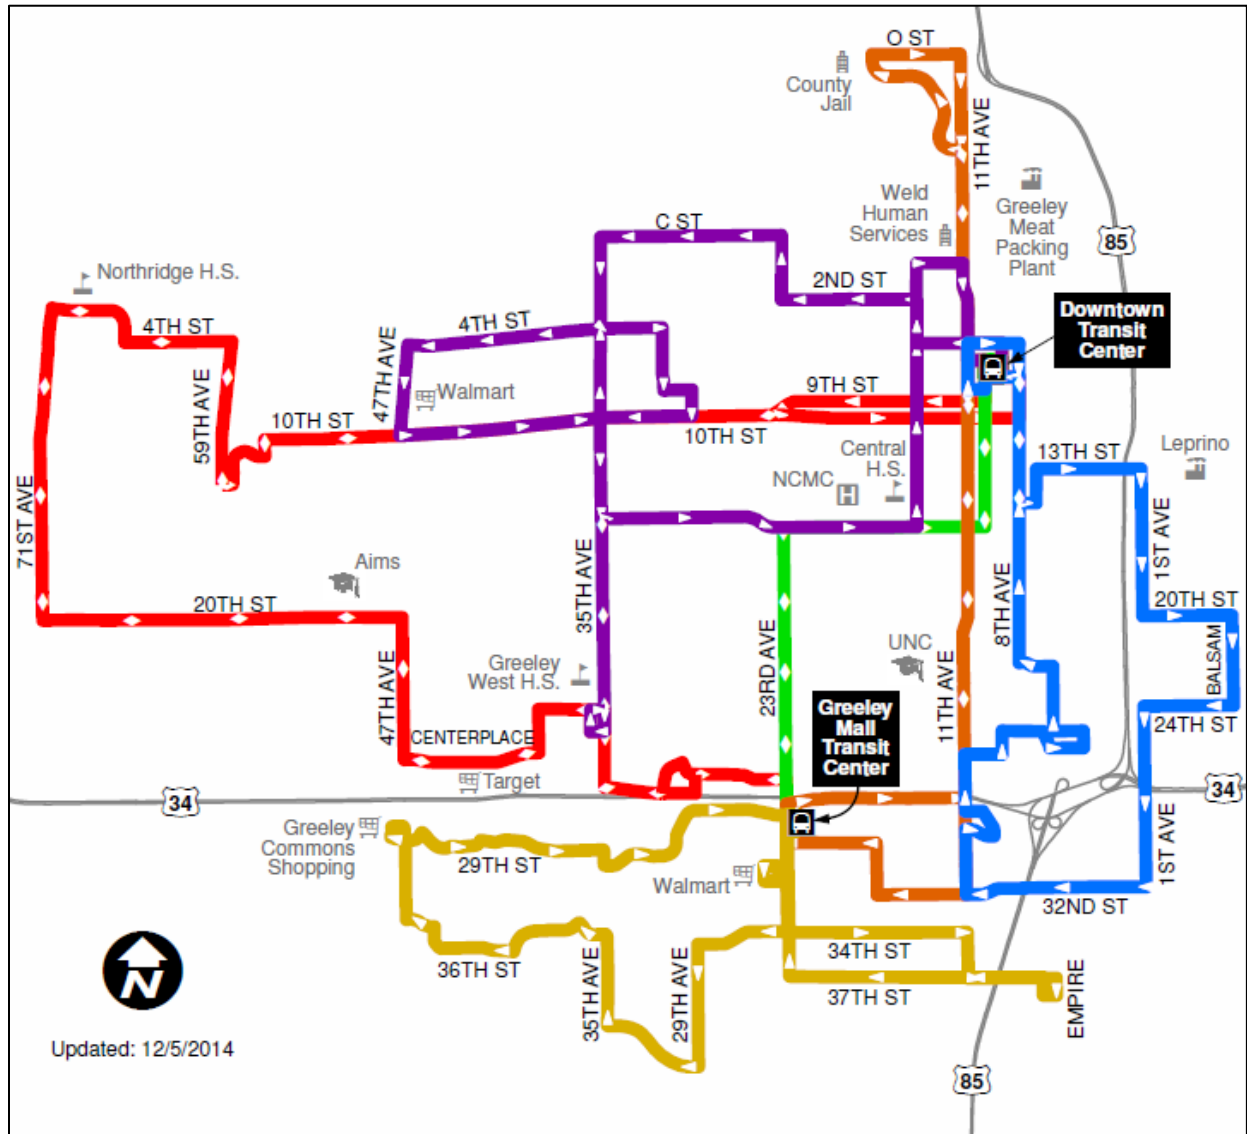 O ST
County
Jail
11TH AVE
Weld
Human
Services
Greeley
Meat
Packing
Plant
85
C ST
Northridge H.S.
2ND ST
Downtown
Transit
Center
4TH ST
4TH ST
47TH AVE
Walmart
9TH ST
59TH AVE
10TH ST
10TH ST
Central
H.S.
NCMC
13TH ST
Leprino
71ST AVE
1ST AVE
Aims
20TH ST
35TH AVE
8TH AVE
20TH ST
BALSAM
UNC
Greeley
West H.S.
23RD AVE
11TH AVE
24TH ST
47TH AVE
CENTERPLACE
Greeley
Mall
Transit
Center
Target
34
34
Greeley
Commons
Shopping
29TH ST
Walmart
1ST AVE
32ND ST
36TH ST
35TH AVE
29TH AVE
34TH ST
37TH ST
EMPIRE
N
Updated: 12/5/2014
85